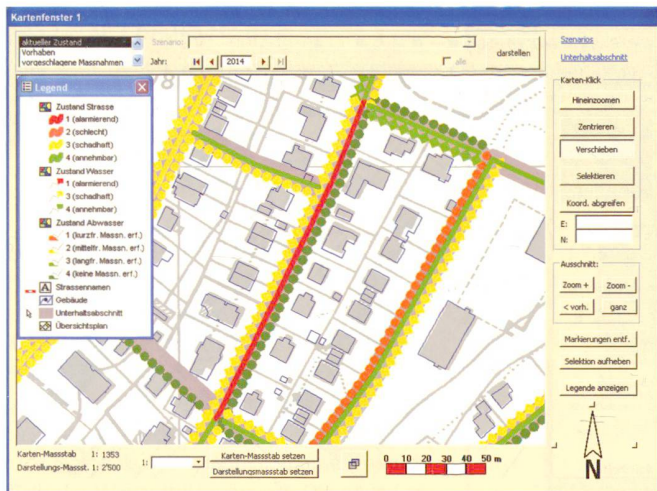 Kartenfenster 1
aktueller Zustand
Vorhaben
vorgeschlagene Massnahmen
Szenario:
Jahr:
2014
alle
darstellen
Szenarios
Unterhaltsabschnitt
Legend
Zustand Strasse
1 (alarmierend)
2 (schlecht)
3 (schadhaft)
4 (annehmbar)
Zustand Wasser
1 (alarmierend)
3 (schadhaft)
4 (annehmbar)
Zustand Abwasser
1 (kurzfr. Massn. erf.)
2 (mittelfr. Massn. erf.)
3 (langfr. Massn. erf.)
4 (keine Massn. erf.)
A Strassennamen
Gebäude
Unterhaltsabschnitt
Übersichtsplan
Karten-Klick
Hineinzoomen
Zentrieren
Verschieben
Selektieren
Koord. abgreifen
E:
N:
Ausschnitt:
Zoom + Zoom -
< vorh. ganz
Markierungen entf.
Selektion aufheben
Legende anzeigen
N
Karten-Massstab 1: 1353
Darstellungs-Massst. 1: 2'500
1:
Karten-Massstab setzen
Darstellungsmassstab setzen
0 10 20 30 40 50 m